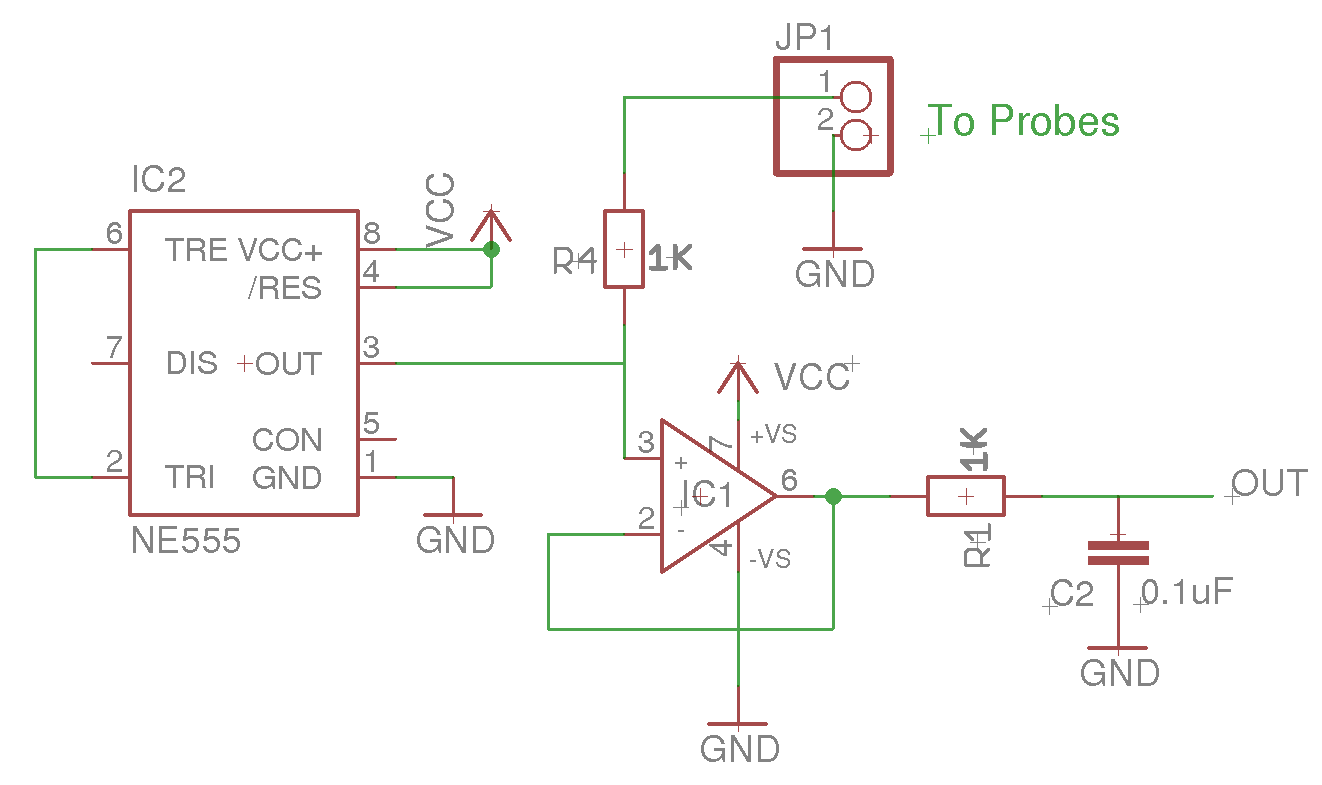 JP1
1
2
To Probes
GND
IC2
VCC
6 TRE VCC+ 8
/RES 4
7 DIS OUT 3
CON 5
2 TRI GND 1
NE555
GND
R4 1K
VCC
3 + 7 +VS
IC1 6
2 - 4 -VS
GND
1K
R1
OUT
C2 0.1uF
GND